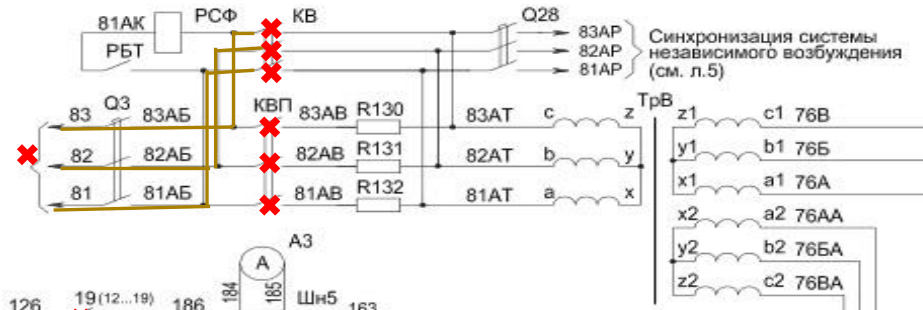 81АК РСФ КВ Q28
83АР
РБТ 82АР
81АР
Синхронизация системы
независимого возбуждения
(см. л.5)
Q3 КВП ТрВ
83 83АБ 83АВ R130 83АТ c z z1 c1 76В
R131 y1 b1 76Б
82 82АБ 82АВ 82АТ b y
R132 x1 a1 76А
81 81АБ 81АВ 81АТ a x
x2 a2 76АА
А3
А y2 b2 76БА
z2 c2 76ВА
184 185 Шн5
126 19 (12...19) 186 163